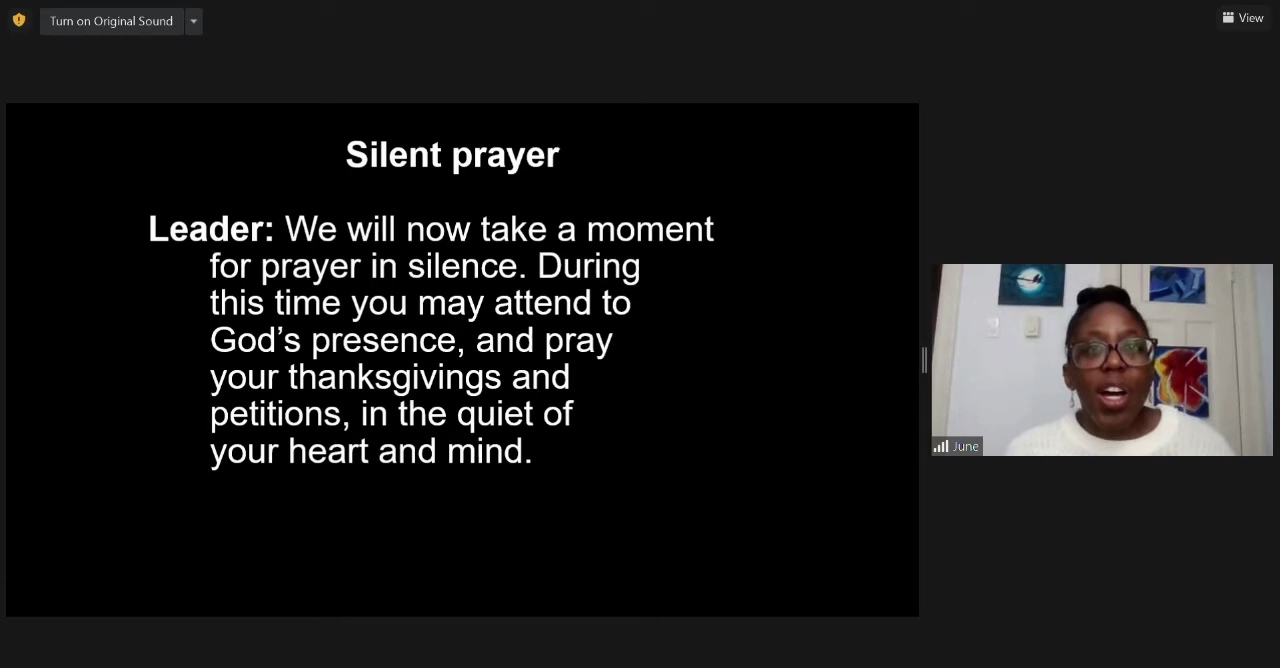 Turn on Original Sound
View
Silent prayer
Leader: We will now take a moment
for prayer in silence. During
this time you may attend to
God’s presence, and pray
your thanksgivings and
petitions, in the quiet of
your heart and mind.
June